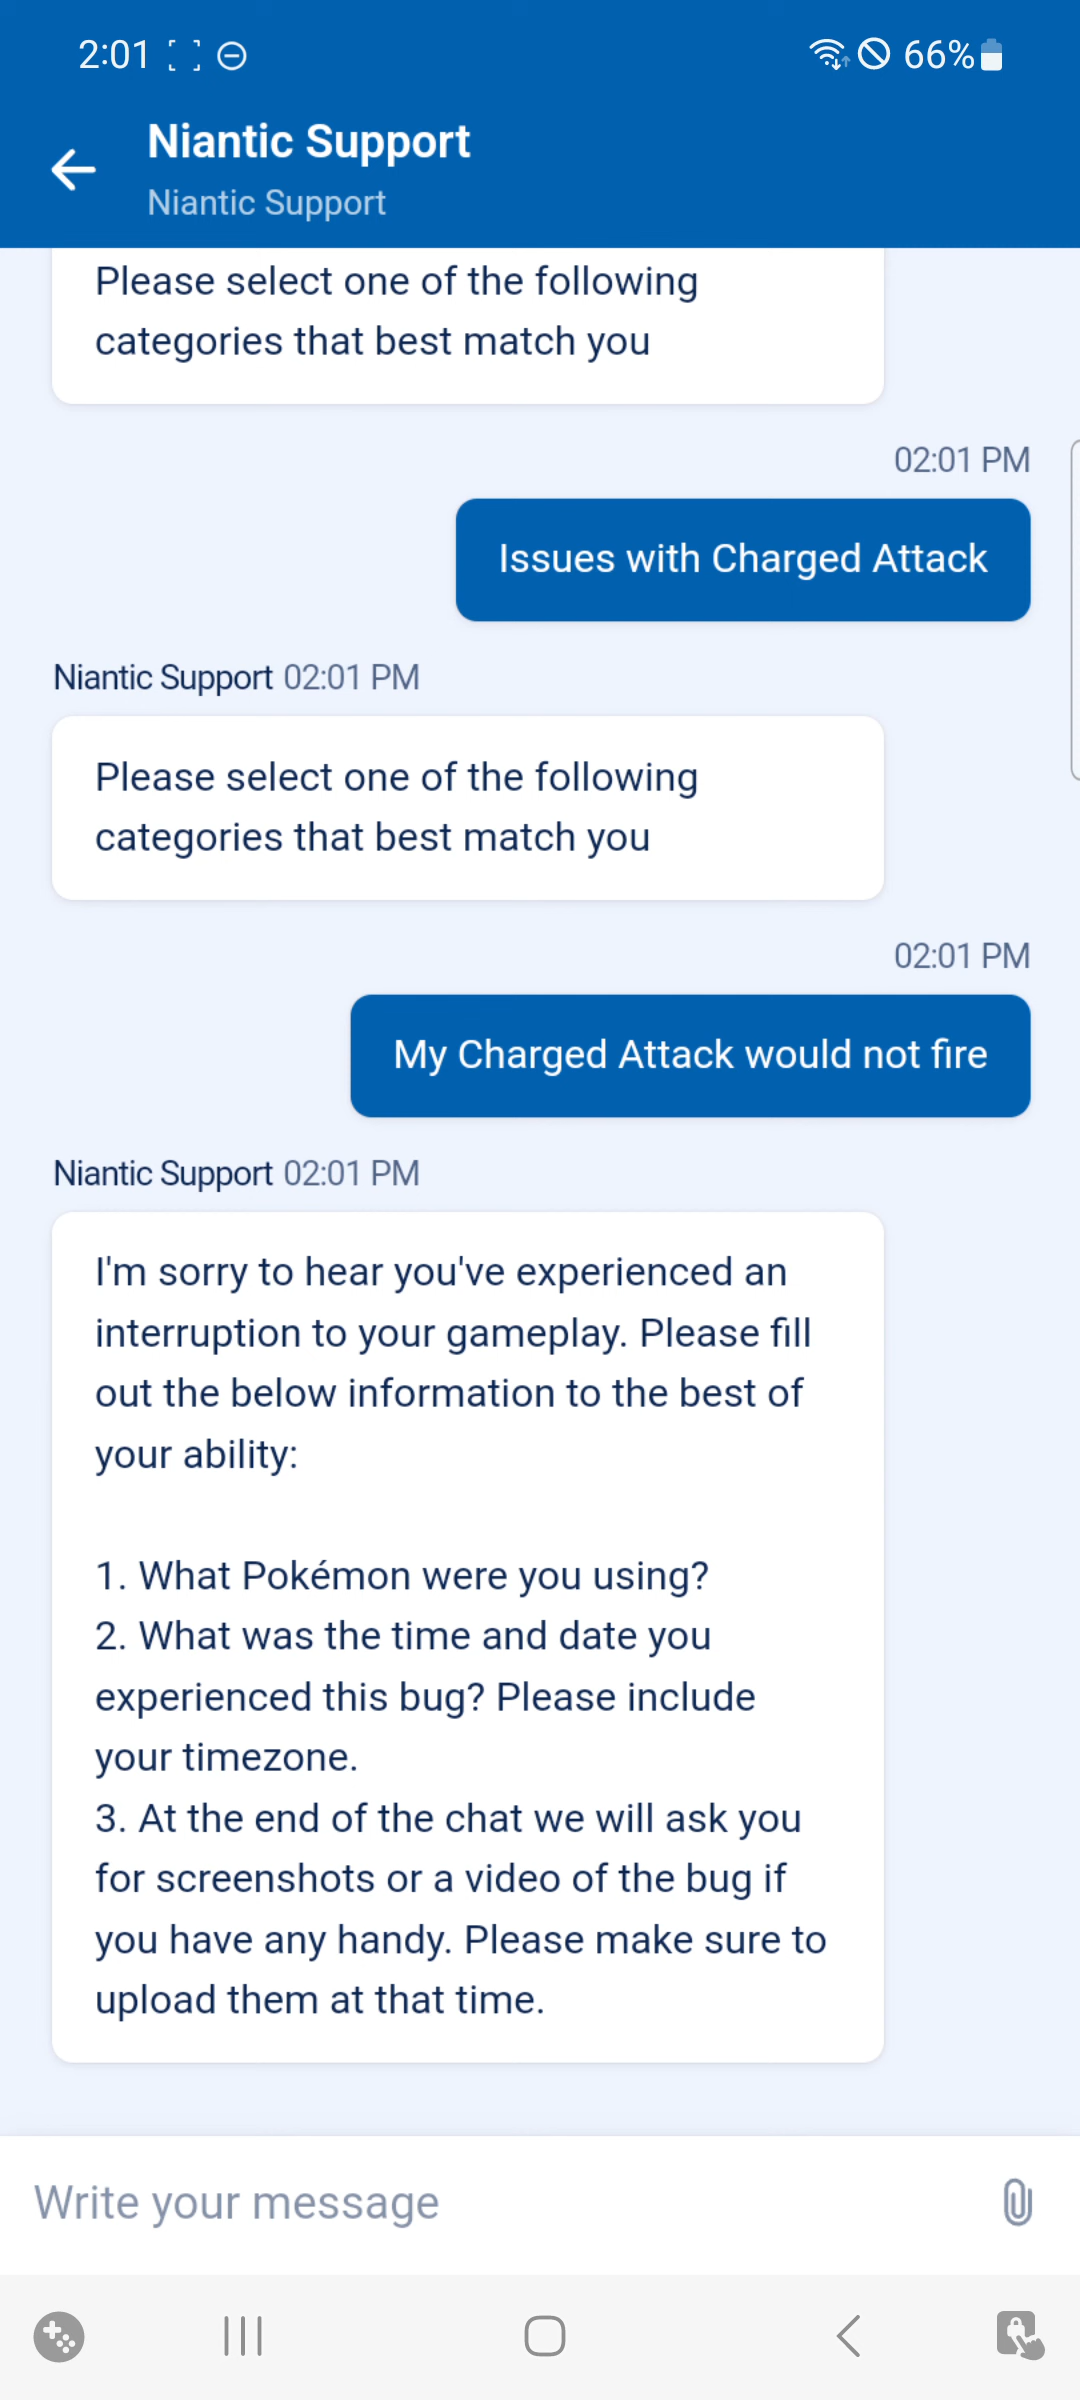 2:01
66%
Niantic Support
Niantic Support
Please select one of the following
categories that best match you
02:01 PM
Issues with Charged Attack
Niantic Support 02:01 PM
Please select one of the following
categories that best match you
02:01 PM
My Charged Attack would not fire
Niantic Support 02:01 PM
I'm sorry to hear you've experienced an
interruption to your gameplay. Please fill
out the below information to the best of
your ability:
1. What Pokémon were you using?
2. What was the time and date you
experienced this bug? Please include
your timezone.
3. At the end of the chat we will ask you
for screenshots or a video of the bug if
you have any handy. Please make sure to
upload them at that time.
Write your message